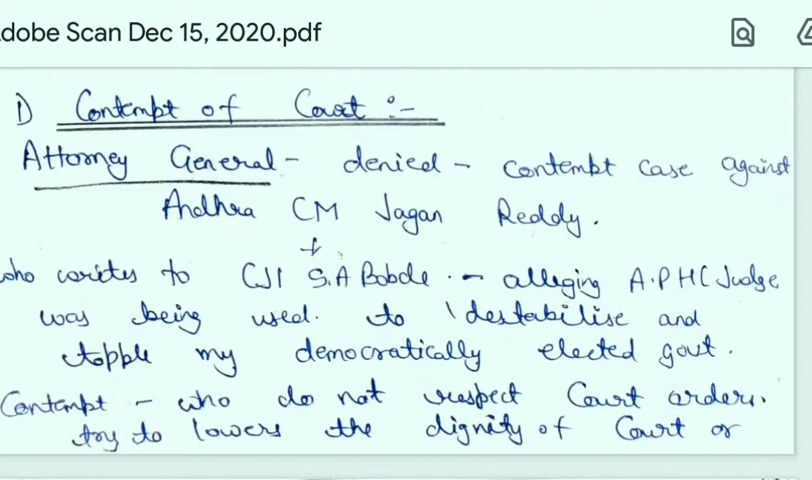 dobe Scan Dec 15, 2020.pdf
1) Contempt of Court :-
Attorney General - denied - contempt case against
Andhra CM Jagan Reddy.
who writes to CJI S.A Bobde. - alleging A.P HC Judge
was being used. to destabilise and
topple my democratically elected govt.
Contempt - who do not respect Court orders.
try to lowers the dignity of Court or